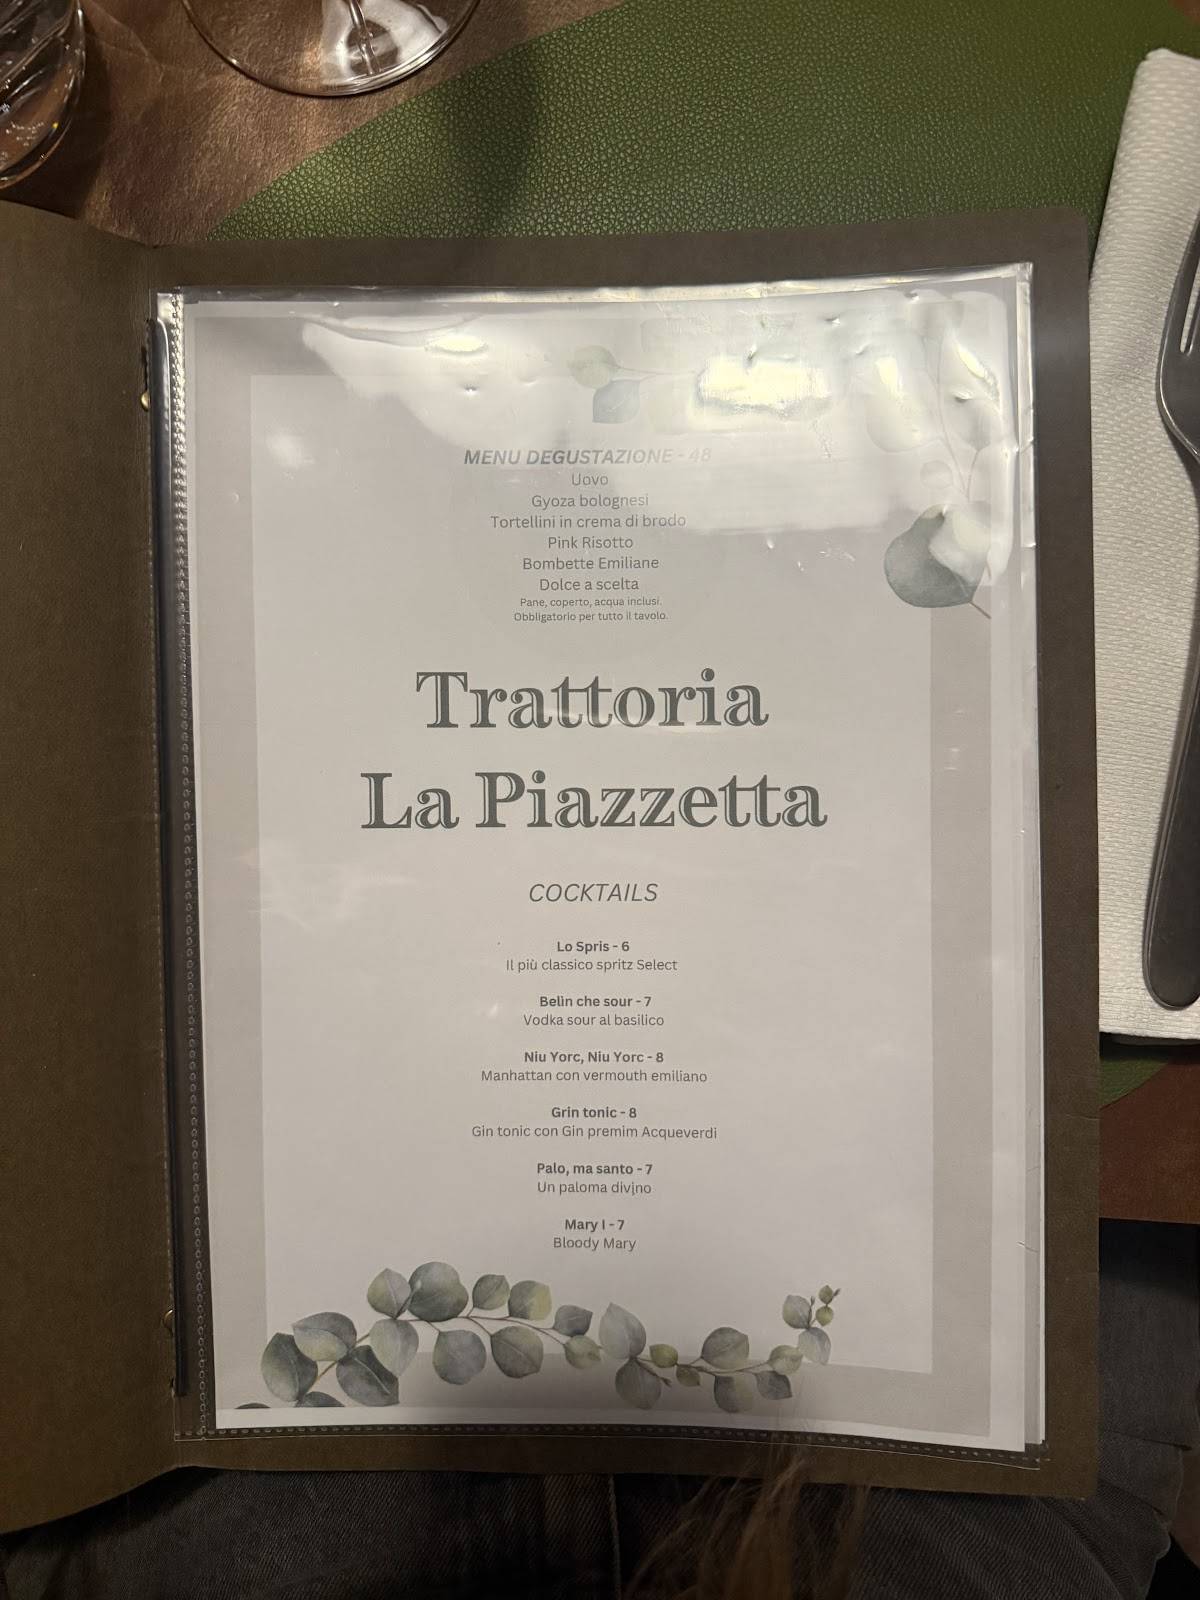 MENU DEGUSTAZIONE - 48
Uovo
Gyoza bolognesi
Tortellini in crema di brodo
Pink Risotto
Bombette Emiliane
Dolce a scelta
Pane, coperto, acqua inclusi.
Obbligatorio per tutto il tavolo.
Trattoria
La Piazzetta
COCKTAILS
Lo Spris - 6
Il più classico spritz Select
Belìn che sour - 7
Vodka sour al basilico
Niu Yorc, Niu Yorc - 8
Manhattan con vermouth emiliano
Grin tonic - 8
Gin tonic con Gin premim Acqueverdi
Palo, ma santo - 7
Un paloma divino
Mary I - 7
Bloody Mary